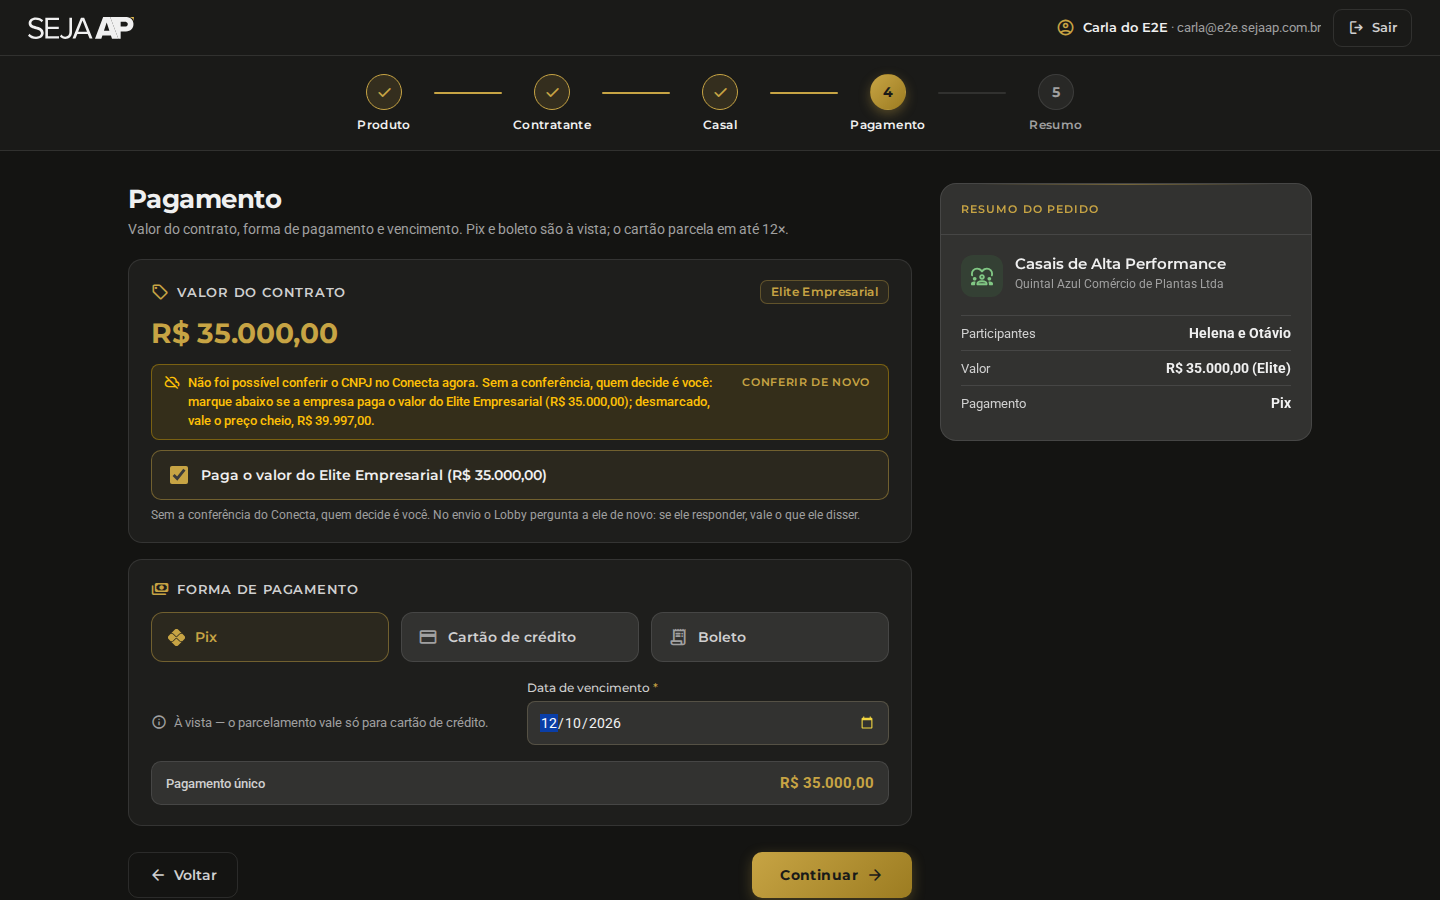 SEJA AP
Carla do E2E · carla@e2e.sejaap.com.br
Sair
Produto
Contratante
Casal
4
Pagamento
5
Resumo
Pagamento
Valor do contrato, forma de pagamento e vencimento. Pix e boleto são à vista; o cartão parcela em até 12×.
VALOR DO CONTRATO
Elite Empresarial
R$ 35.000,00
Não foi possível conferir o CNPJ no Conecta agora. Sem a conferência, quem decide é você:
marque abaixo se a empresa paga o valor do Elite Empresarial (R$ 35.000,00); desmarcado,
vale o preço cheio, R$ 39.997,00.
CONFERIR DE NOVO
Paga o valor do Elite Empresarial (R$ 35.000,00)
Sem a conferência do Conecta, quem decide é você. No envio o Lobby pergunta a ele de novo: se ele responder, vale o que ele disser.
FORMA DE PAGAMENTO
Pix
Cartão de crédito
Boleto
À vista — o parcelamento vale só para cartão de crédito.
Data de vencimento *
12/10/2026
Pagamento único
R$ 35.000,00
Voltar
Continuar
RESUMO DO PEDIDO
Casais de Alta Performance
Quintal Azul Comércio de Plantas Ltda
Participantes
Helena e Otávio
Valor
R$ 35.000,00 (Elite)
Pagamento
Pix